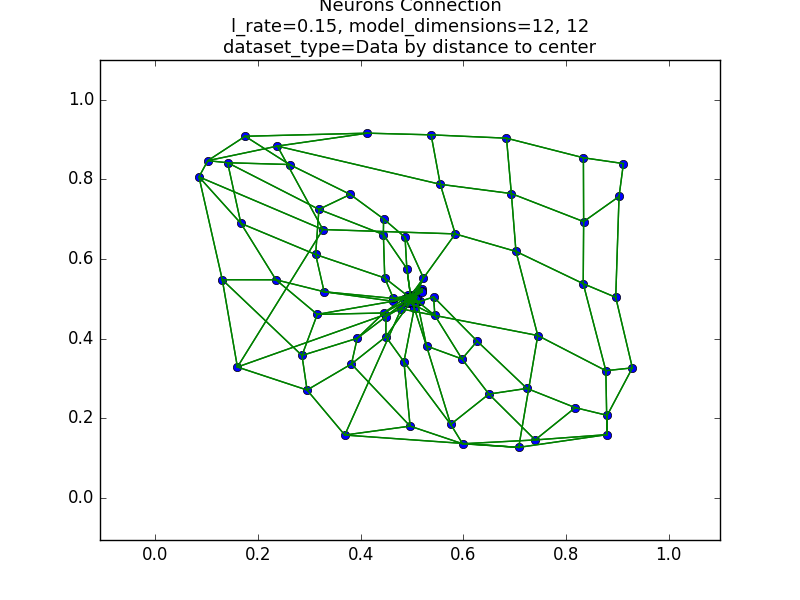 Neurons Connection
l_rate=0.15, model_dimensions=12, 12
dataset_type=Data by distance to center
1.0
0.8
0.6
0.4
0.2
0.0
0.0 0.2 0.4 0.6 0.8 1.0